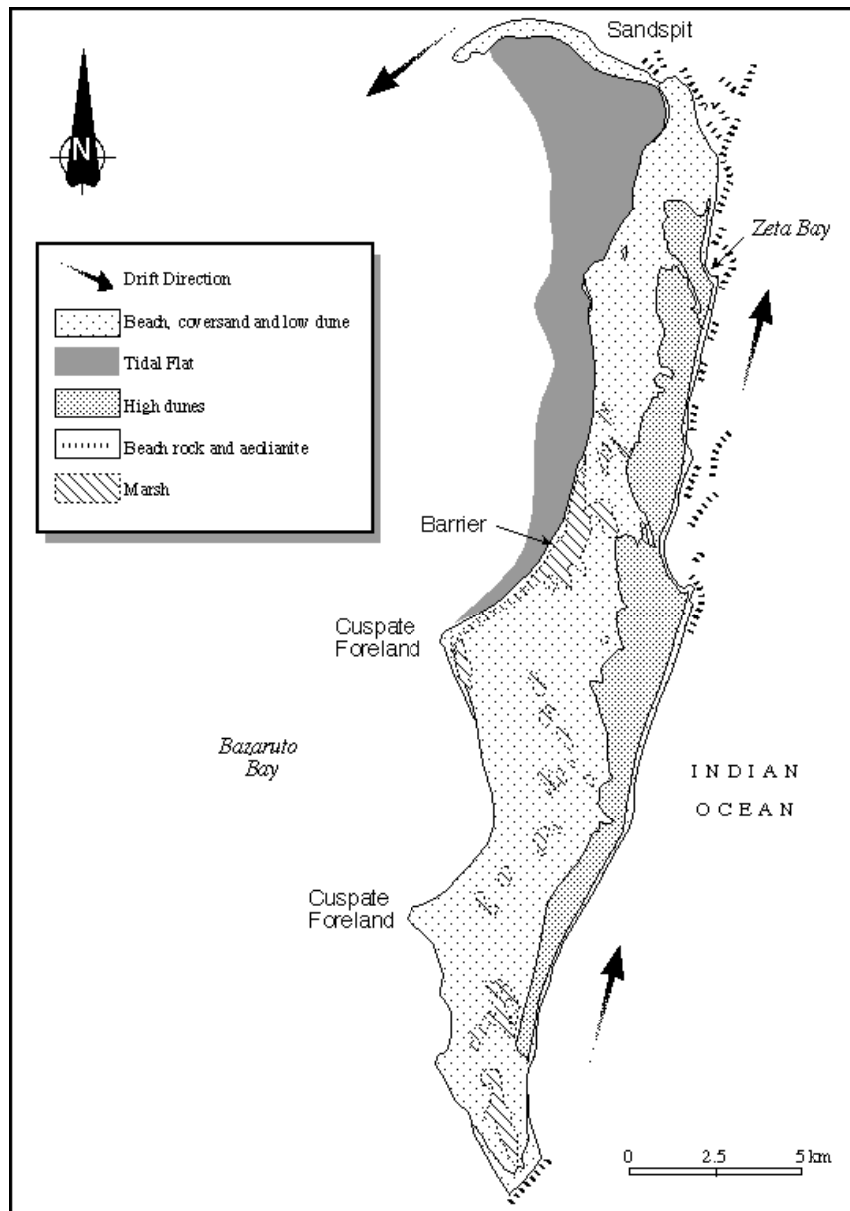 Sandspit
N
Zeta Bay
Drift Direction
Beach, coversand and low dune
Tidal Flat
High dunes
Beach rock and aeolianite
Marsh
Barrier
Cuspate
Foreland
Bazaruto
Bay
INDIAN
OCEAN
Cuspate
Foreland
0 2.5 5 km